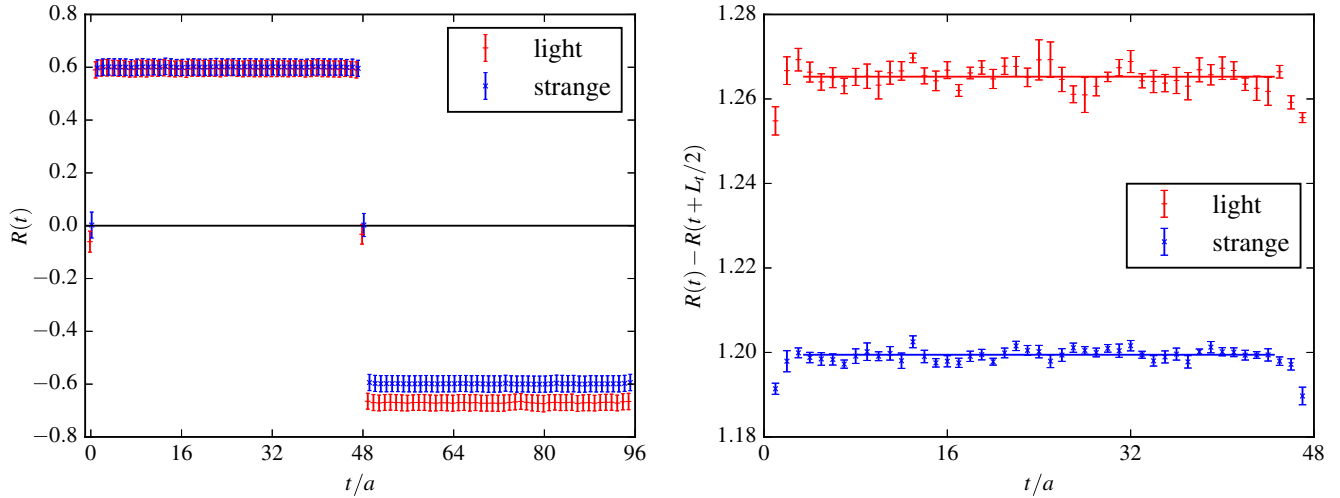 0.8
0.6
0.4
0.2
0.0
−0.2
−0.4
−0.6
−0.8
R(t)
light
strange
0 16 32 48 64 80 96
t/a
1.28
1.26
1.24
1.22
1.20
1.18
R(t) − R(t + L_t/2)
light
strange
0 16 32 48
t/a